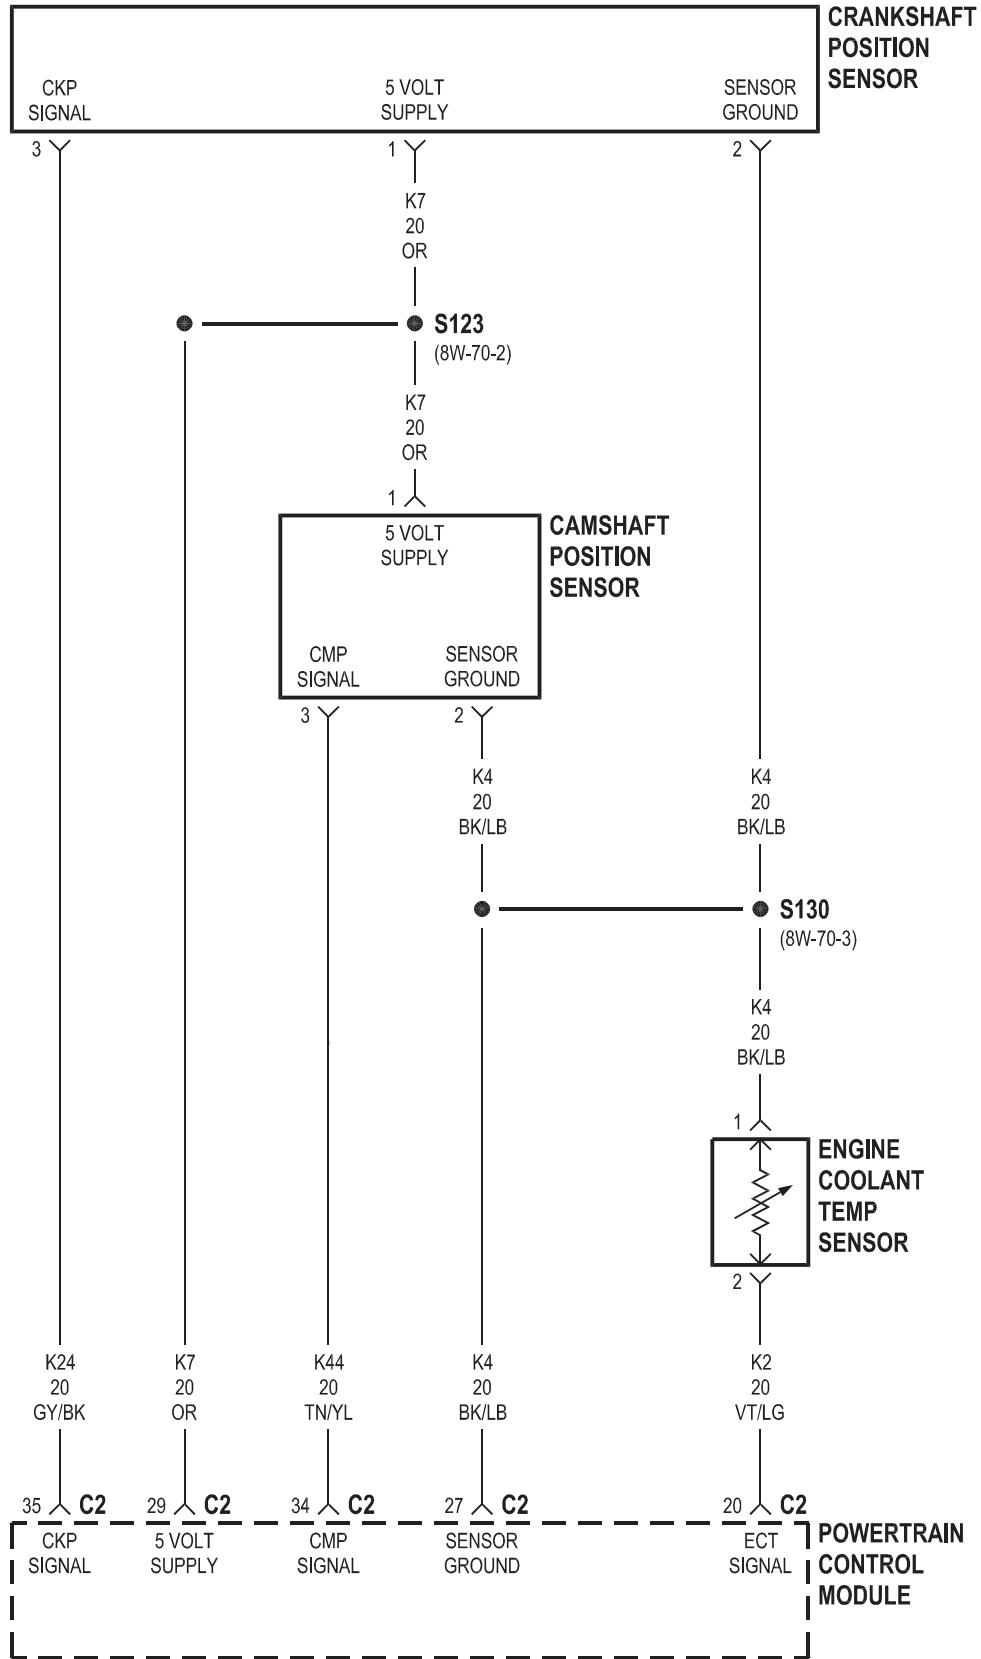 CRANKSHAFT
POSITION
SENSOR
CKP
SIGNAL
5 VOLT
SUPPLY
SENSOR
GROUND
3
1
2
K7
20
OR
S123
(8W-70-2)
K7
20
OR
1
5 VOLT
SUPPLY
CAMSHAFT
POSITION
SENSOR
CMP
SIGNAL
SENSOR
GROUND
3
2
K4
20
BK/LB
K4
20
BK/LB
S130
(8W-70-3)
K4
20
BK/LB
1
ENGINE
COOLANT
TEMP
SENSOR
2
K24
20
GY/BK
K7
20
OR
K44
20
TN/YL
K4
20
BK/LB
K2
20
VT/LG
35 C2
29 C2
34 C2
27 C2
20 C2
CKP
SIGNAL
5 VOLT
SUPPLY
CMP
SIGNAL
SENSOR
GROUND
ECT
SIGNAL
POWERTRAIN
CONTROL
MODULE